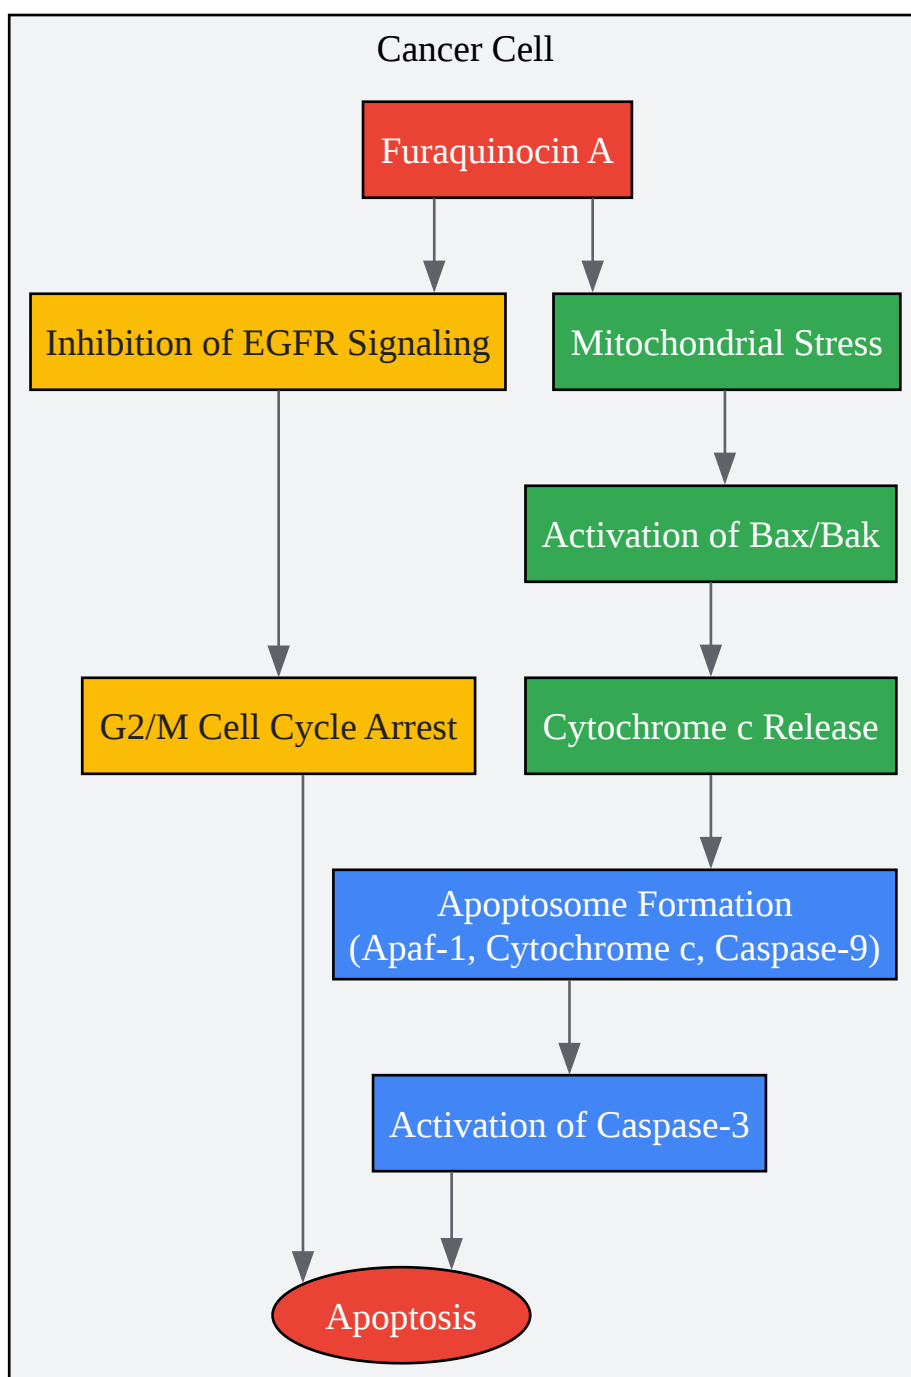 Cancer Cell
Furaquinocin A
Inhibition of EGFR Signaling
Mitochondrial Stress
Activation of Bax/Bak
G2/M Cell Cycle Arrest
Cytochrome c Release
Apoptosome Formation
(Apaf-1, Cytochrome c, Caspase-9)
Activation of Caspase-3
Apoptosis